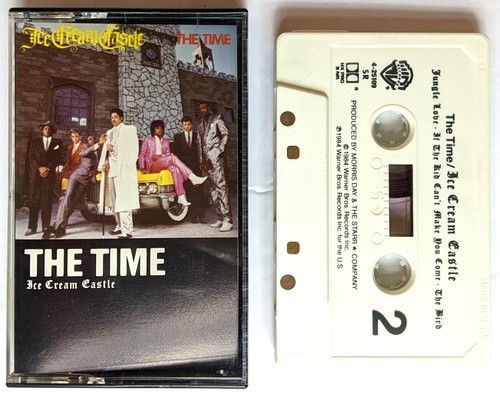 Ice Cream Castle
THE TIME
THE TIME
Ice Cream Castle
The Time/Ice Cream Castle
Jungle Love · If The Kid Can't Make You Come · The Bird
4-25109
SR
PRODUCED BY MORRIS DAY & THE STARR ★ COMPANY
© 1984 Warner Bros. Records Inc.
℗ 1984 Warner Bros. Records Inc. for the U.S.
2